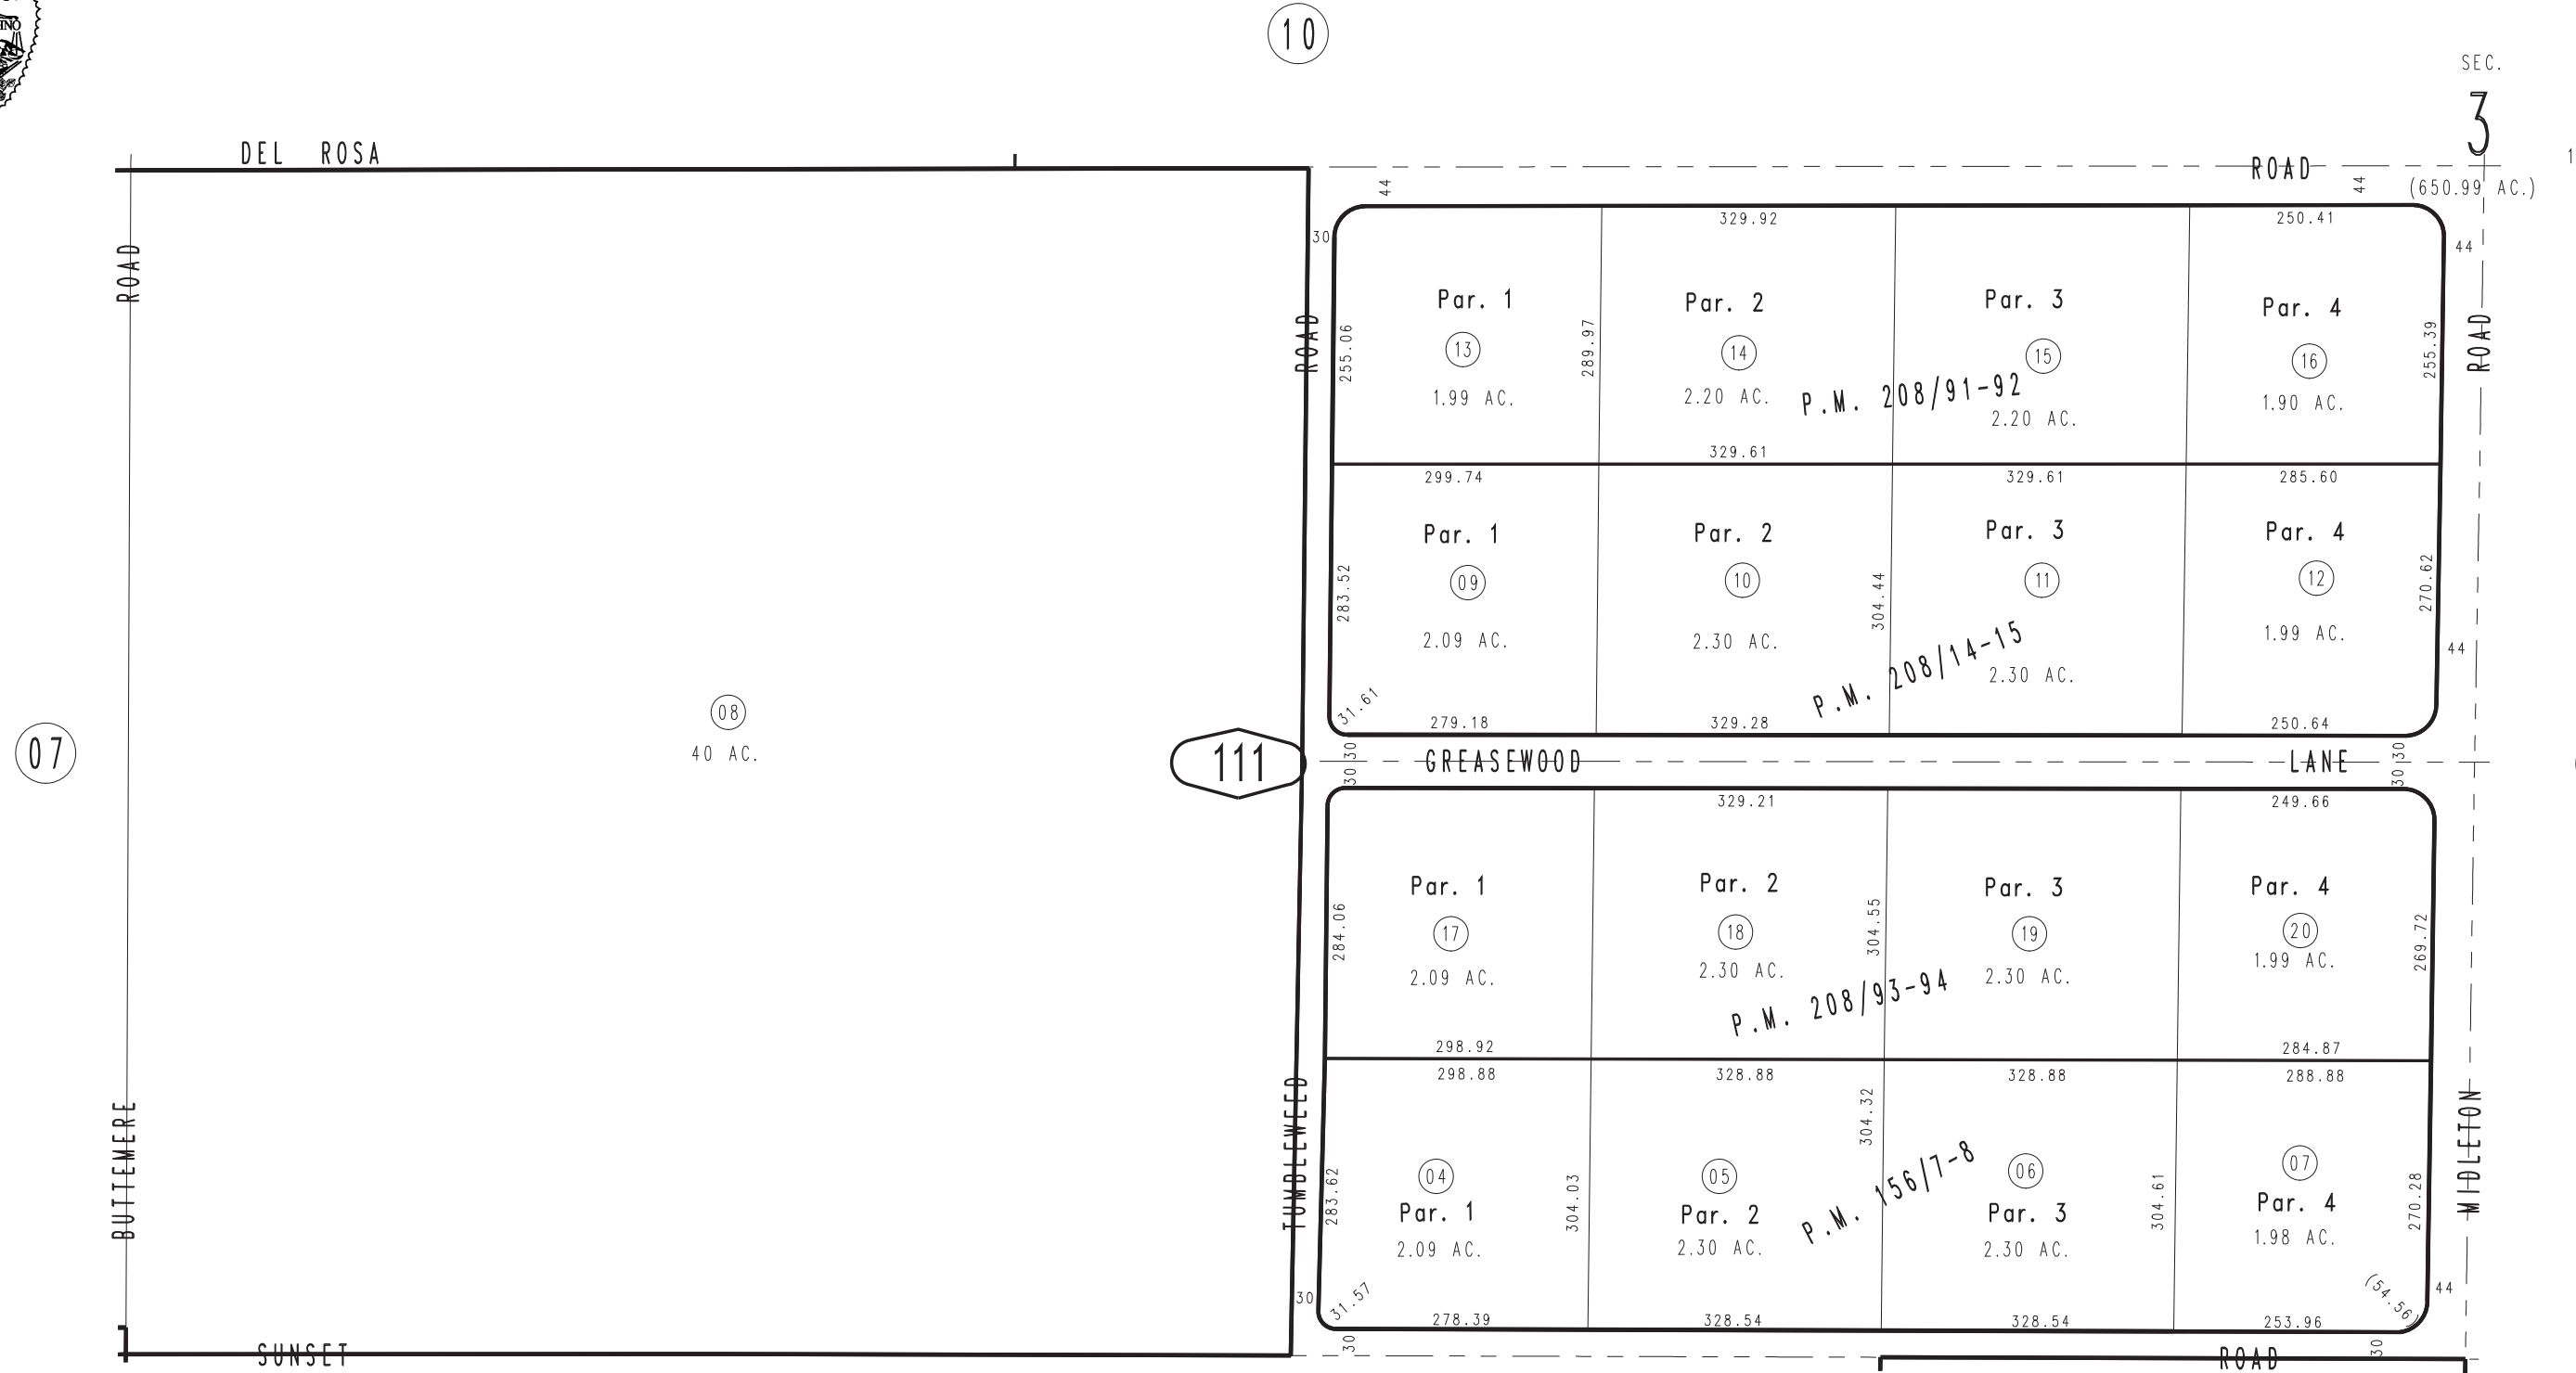 10
SEC.
3
DEL ROSA
ROAD
(650.99 AC.)
1
44
44
329.92
250.41
30
44
ROAD
ROAD
ROAD
Par. 1
Par. 2
Par. 3
Par. 4
255.06
289.97
255.39
13
14
15
16
1.99 AC.
2.20 AC.
P.M. 208/91-92
2.20 AC.
1.90 AC.
329.61
299.74
329.61
285.60
Par. 1
Par. 2
Par. 3
Par. 4
283.52
304.44
270.62
09
10
11
12
2.09 AC.
2.30 AC.
P.M. 208/14-15
2.30 AC.
1.99 AC.
44
31.61
279.18
329.28
250.64
08
40 AC.
07
111
30
30
GREASEWOOD
LANE
30
30
329.21
249.66
Par. 1
Par. 2
Par. 3
Par. 4
284.06
304.55
269.72
17
18
19
20
2.09 AC.
2.30 AC.
2.30 AC.
1.99 AC.
P.M. 208/93-94
298.92
284.87
298.88
328.88
328.88
288.88
BUTTEMERE
TUMBLEWEED
MIDLETON
304.32
283.62
304.03
304.61
270.28
04
05
06
07
P.M. 156/7-8
Par. 1
Par. 2
Par. 3
Par. 4
2.09 AC.
2.30 AC.
2.30 AC.
1.98 AC.
30
31.57
(54.56)
44
278.39
328.54
328.54
253.96
30
30
SUNSET
ROAD